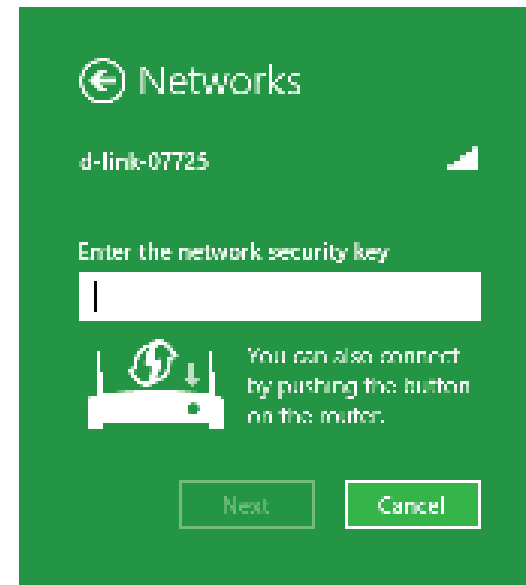 Networks
d-link-07725
Enter the network security key
You can also connect
by pushing the button
on the router.
Next
Cancel